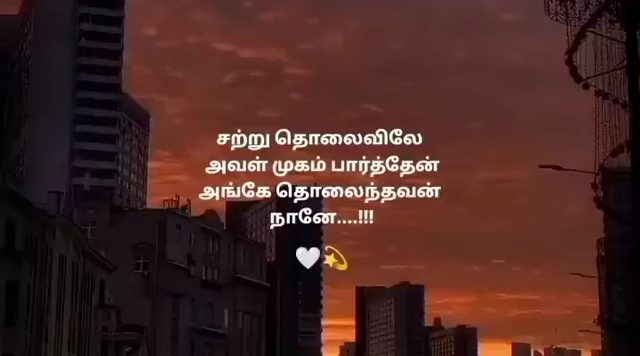 சற்று தொலைவிலே
அவள் முகம் பார்த்தேன்
அங்கே தொலைந்தவன்
நானே....!!!
🤍💫